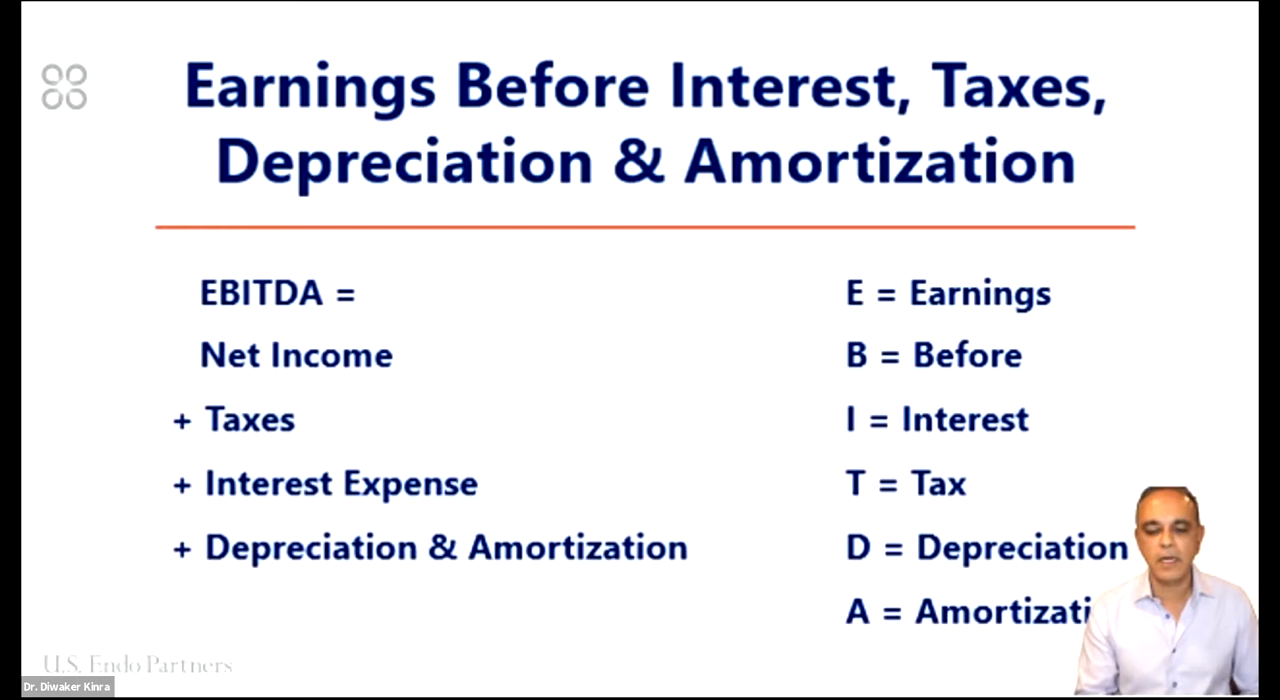 Earnings Before Interest, Taxes,
Depreciation & Amortization
EBITDA =
Net Income
+ Taxes
+ Interest Expense
+ Depreciation & Amortization
E = Earnings
B = Before
I = Interest
T = Tax
D = Depreciation
A = Amortizati
U.S. Endo Partners
Dr. Diwaker Kinra